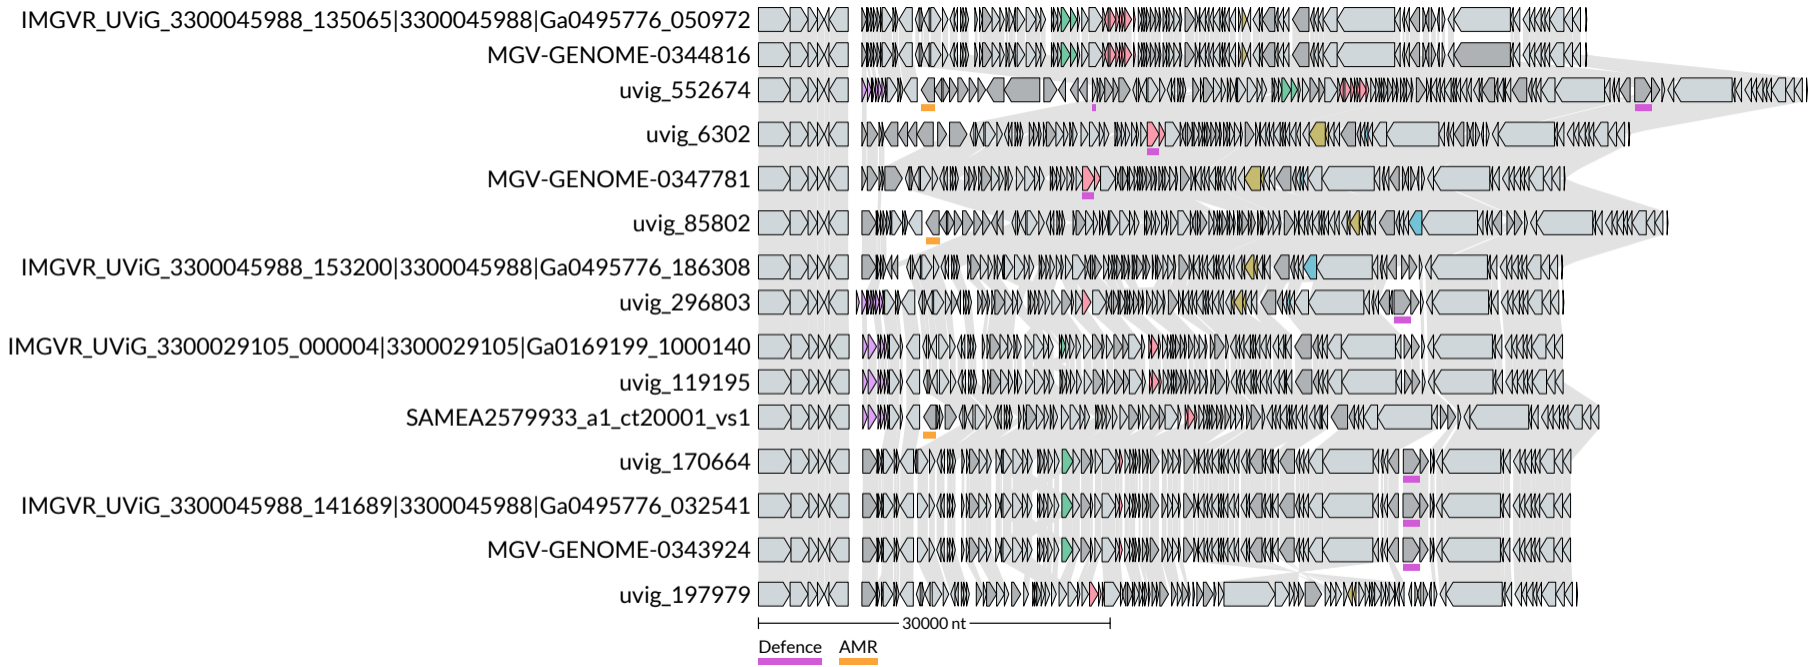 IMGVR_UViG_3300045988_135065|3300045988|Ga0495776_050972
MGV-GENOME-0344816
uvig_552674
uvig_6302
MGV-GENOME-0347781
uvig_85802
IMGVR_UViG_3300045988_153200|3300045988|Ga0495776_186308
uvig_296803
IMGVR_UViG_3300029105_000004|3300029105|Ga0169199_1000140
uvig_119195
SAMEA2579933_a1_ct20001_vs1
uvig_170664
IMGVR_UViG_3300045988_141689|3300045988|Ga0495776_032541
MGV-GENOME-0343924
uvig_197979
30000 nt
Defence AMR